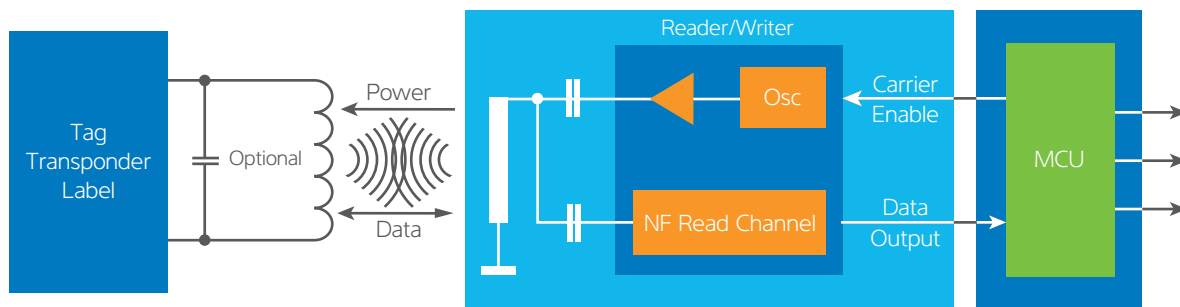 Tag
Transponder
Label
Optional
Power
Data
Reader/Writer
Osc
NF Read Channel
Carrier
Enable
Data
Output
MCU